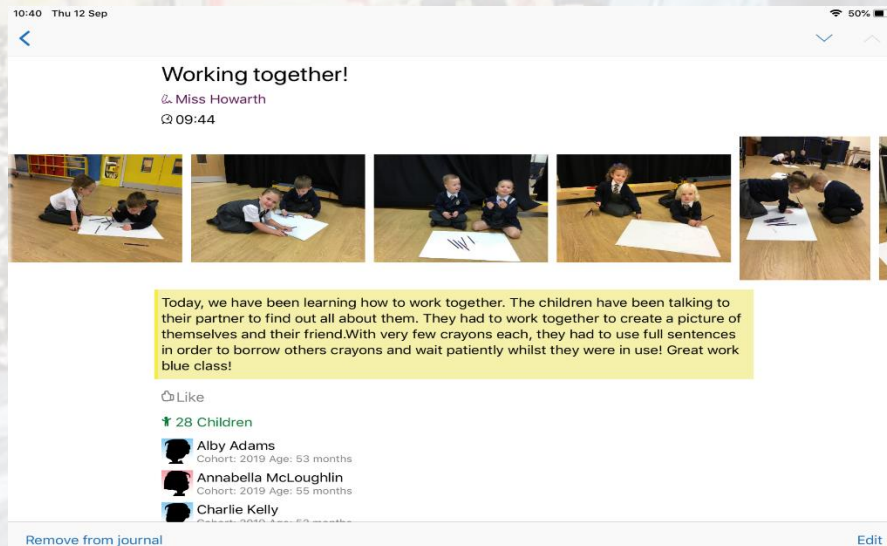 10:40 Thu 12 Sep
50%
Working together!
Miss Howarth
09:44
Today, we have been learning how to work together. The children have been talking to
their partner to find out all about them. They had to work together to create a picture of
themselves and their friend.With very few crayons each, they had to use full sentences
in order to borrow others crayons and wait patiently whilst they were in use! Great work
blue class!
Like
28 Children
Alby Adams
Cohort: 2019 Age: 53 months
Annabella McLoughlin
Cohort: 2019 Age: 55 months
Charlie Kelly
Cohort: 2019 Age: 53 months
Remove from journal
Edit